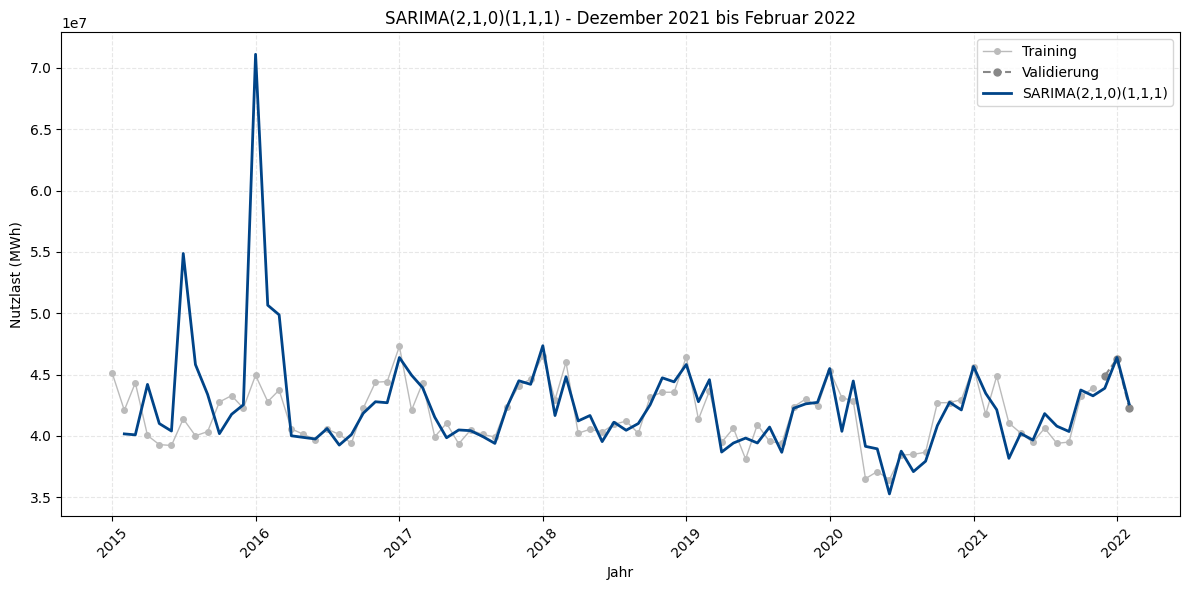 SARIMA(2,1,0)(1,1,1) - Dezember 2021 bis Februar 2022
1e7
Training
Validierung
SARIMA(2,1,0)(1,1,1)
7.0
6.5
6.0
5.5
5.0
4.5
4.0
3.5
Nutzlast (MWh)
2015
2016
2017
2018
2019
2020
2021
2022
Jahr